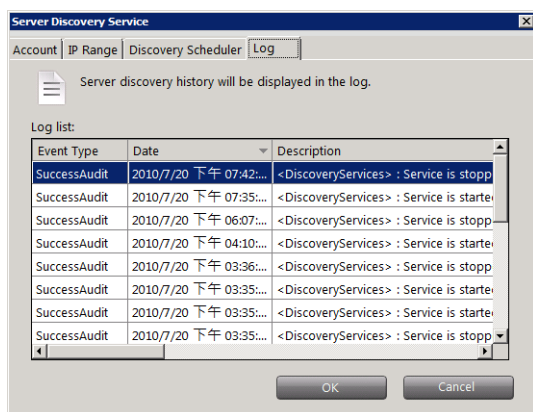 Server Discovery Service
Account IP Range Discovery Scheduler Log
Server discovery history will be displayed in the log.
Log list:
Event Type Date Description
SuccessAudit 2010/7/20 下午 07:42:... <DiscoveryServices> : Service is stopp
SuccessAudit 2010/7/20 下午 07:35:... <DiscoveryServices> : Service is starte
SuccessAudit 2010/7/20 下午 06:07:... <DiscoveryServices> : Service is stopp
SuccessAudit 2010/7/20 下午 04:10:... <DiscoveryServices> : Service is starte
SuccessAudit 2010/7/20 下午 03:36:... <DiscoveryServices> : Service is stopp
SuccessAudit 2010/7/20 下午 03:35:... <DiscoveryServices> : Service is starte
SuccessAudit 2010/7/20 下午 03:35:... <DiscoveryServices> : Service is starte
SuccessAudit 2010/7/20 下午 03:35:... <DiscoveryServices> : Service is stopp
OK Cancel